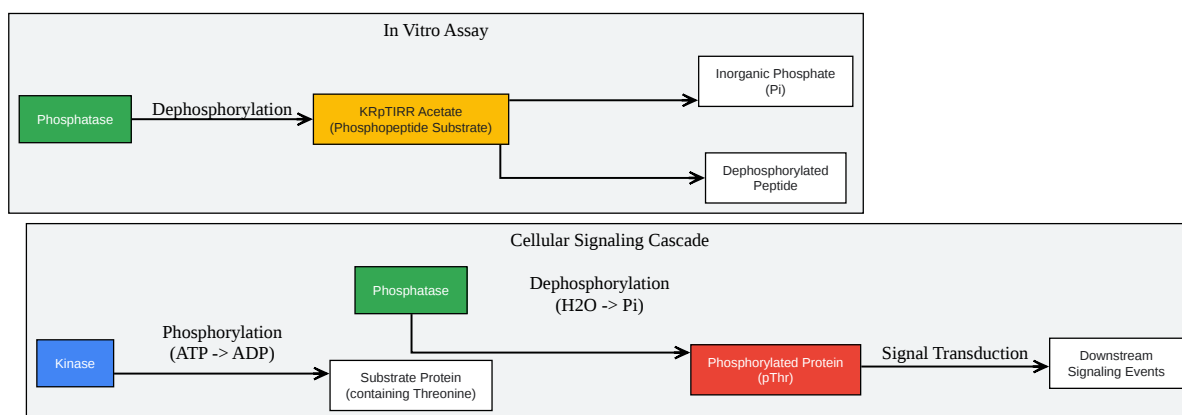 In Vitro Assay
Inorganic Phosphate
(Pi)
Phosphatase
Dephosphorylation
KRpTIRR Acetate
(Phosphopeptide Substrate)
Dephosphorylated
Peptide
Cellular Signaling Cascade
Phosphatase
Dephosphorylation
(H2O -> Pi)
Kinase
Phosphorylation
(ATP -> ADP)
Substrate Protein
(containing Threonine)
Phosphorylated Protein
(pThr)
Signal Transduction
Downstream
Signaling Events